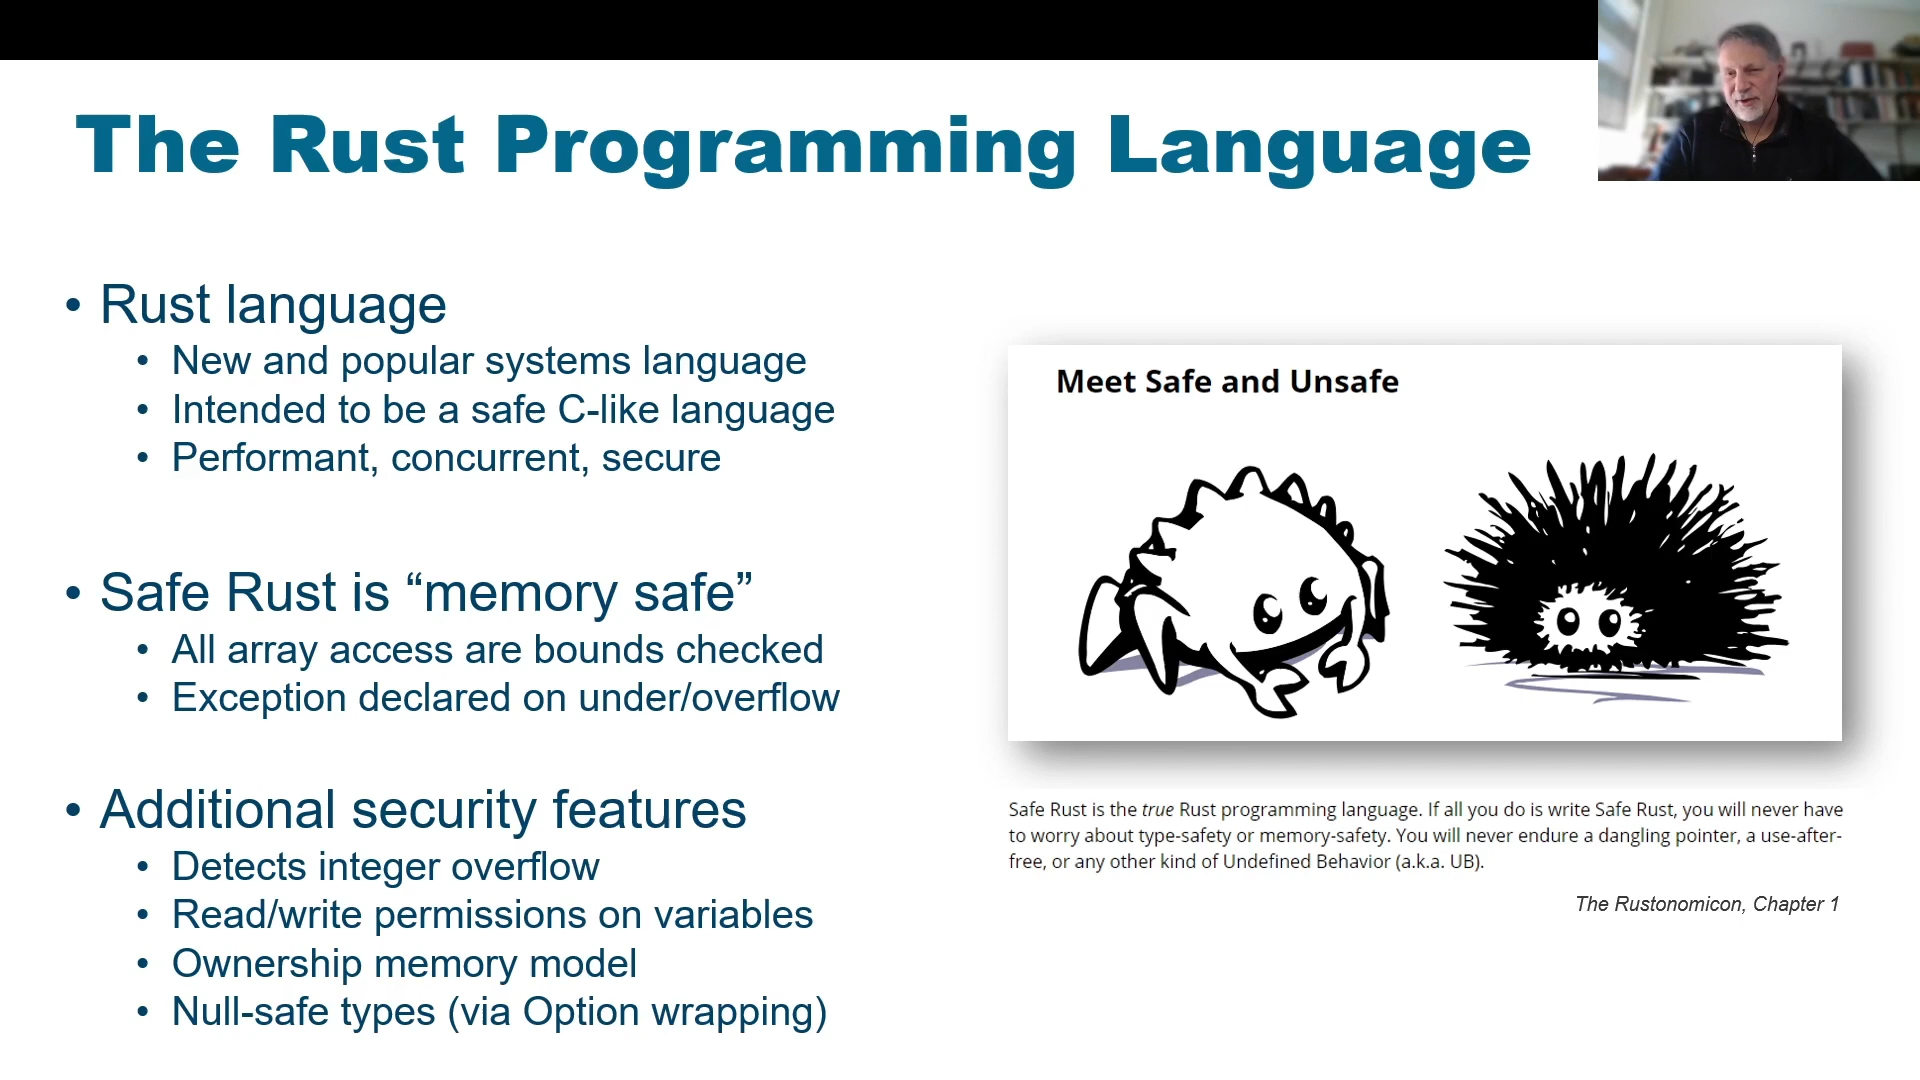 The Rust Programming Language
• Rust language
• New and popular systems language
• Intended to be a safe C-like language
• Performant, concurrent, secure
• Safe Rust is “memory safe”
• All array access are bounds checked
• Exception declared on under/overflow
• Additional security features
• Detects integer overflow
• Read/write permissions on variables
• Ownership memory model
• Null-safe types (via Option wrapping)
Meet Safe and Unsafe
Safe Rust is the true Rust programming language. If all you do is write Safe Rust, you will never have
to worry about type-safety or memory-safety. You will never endure a dangling pointer, a use-after-
free, or any other kind of Undefined Behavior (a.k.a. UB).
The Rustonomicon, Chapter 1